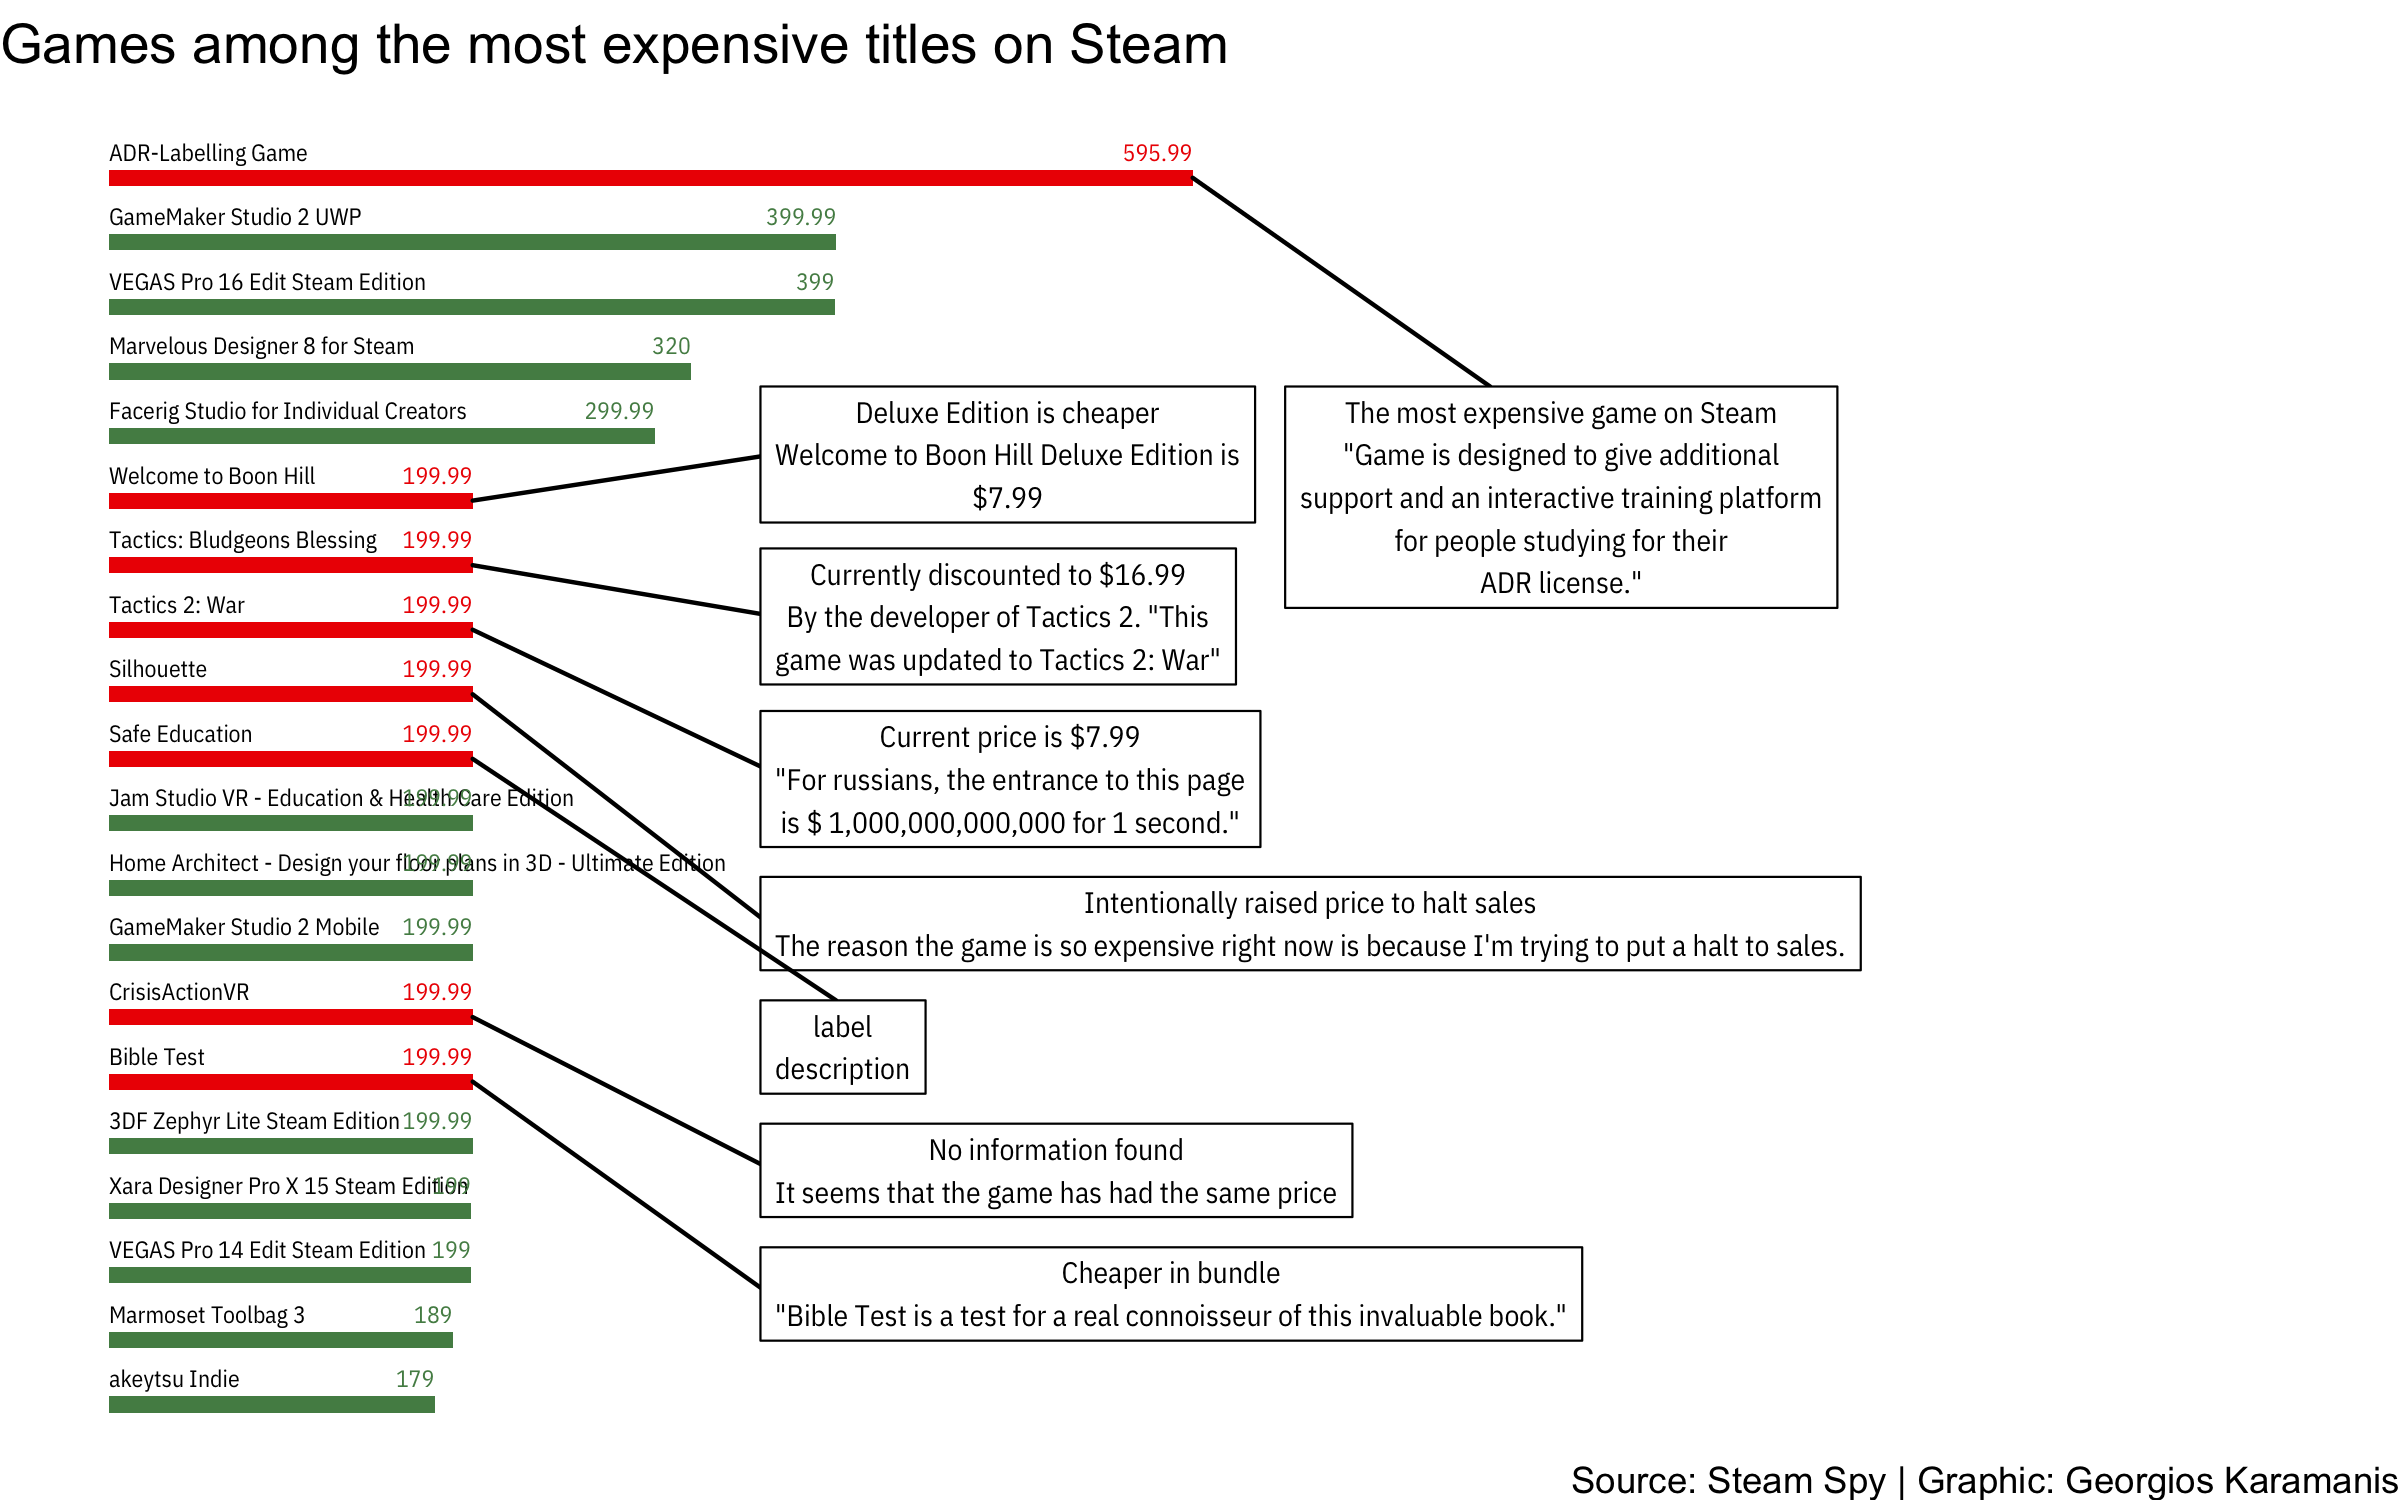 Games among the most expensive titles on Steam
ADR-Labelling Game 595.99
GameMaker Studio 2 UWP 399.99
VEGAS Pro 16 Edit Steam Edition 399
Marvelous Designer 8 for Steam 320
Facerig Studio for Individual Creators 299.99
Welcome to Boon Hill 199.99
Tactics: Bludgeons Blessing 199.99
Tactics 2: War 199.99
Silhouette 199.99
Safe Education 199.99
Jam Studio VR - Education & Health Care Edition 199.99
Home Architect - Design your floor plans in 3D - Ultimate Edition 199.99
GameMaker Studio 2 Mobile 199.99
CrisisActionVR 199.99
Bible Test 199.99
3DF Zephyr Lite Steam Edition 199.99
Xara Designer Pro X 15 Steam Edition 199
VEGAS Pro 14 Edit Steam Edition 199
Marmoset Toolbag 3 189
akeytsu Indie 179
Deluxe Edition is cheaper
Welcome to Boon Hill Deluxe Edition is
$7.99
The most expensive game on Steam
"Game is designed to give additional
support and an interactive training platform
for people studying for their
ADR license."
Currently discounted to $16.99
By the developer of Tactics 2. "This
game was updated to Tactics 2: War"
Current price is $7.99
"For russians, the entrance to this page
is $ 1,000,000,000,000 for 1 second."
Intentionally raised price to halt sales
The reason the game is so expensive right now is because I'm trying to put a halt to sales.
label
description
No information found
It seems that the game has had the same price
Cheaper in bundle
"Bible Test is a test for a real connoisseur of this invaluable book."
Source: Steam Spy | Graphic: Georgios Karamanis